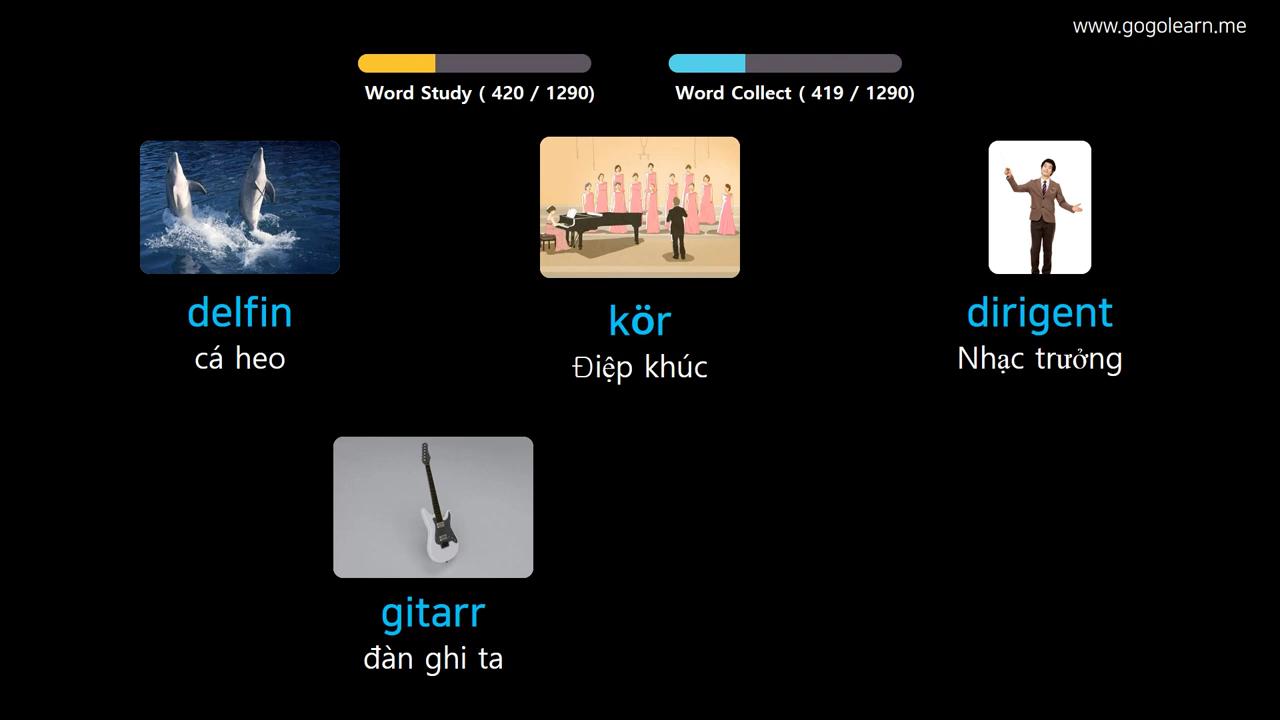 www.gogolearn.me
Word Study ( 420 / 1290)
Word Collect ( 419 / 1290)
delfin
cá heo
kör
Điệp khúc
dirigent
Nhạc trưởng
gitarr
đàn ghi ta